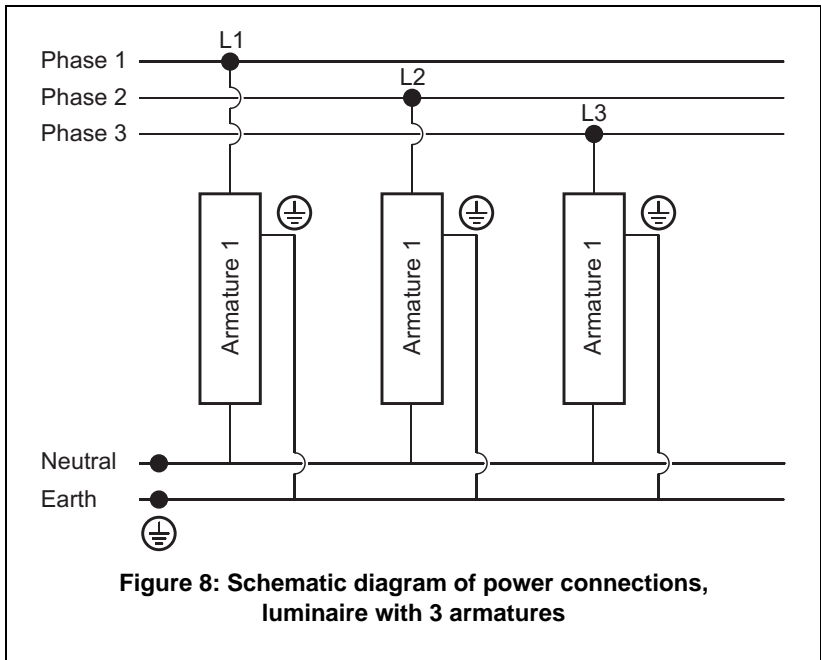 L1
Phase 1
L2
Phase 2
L3
Phase 3
Armature 1
Armature 1
Armature 1
Neutral
Earth
Figure 8: Schematic diagram of power connections,
luminaire with 3 armatures